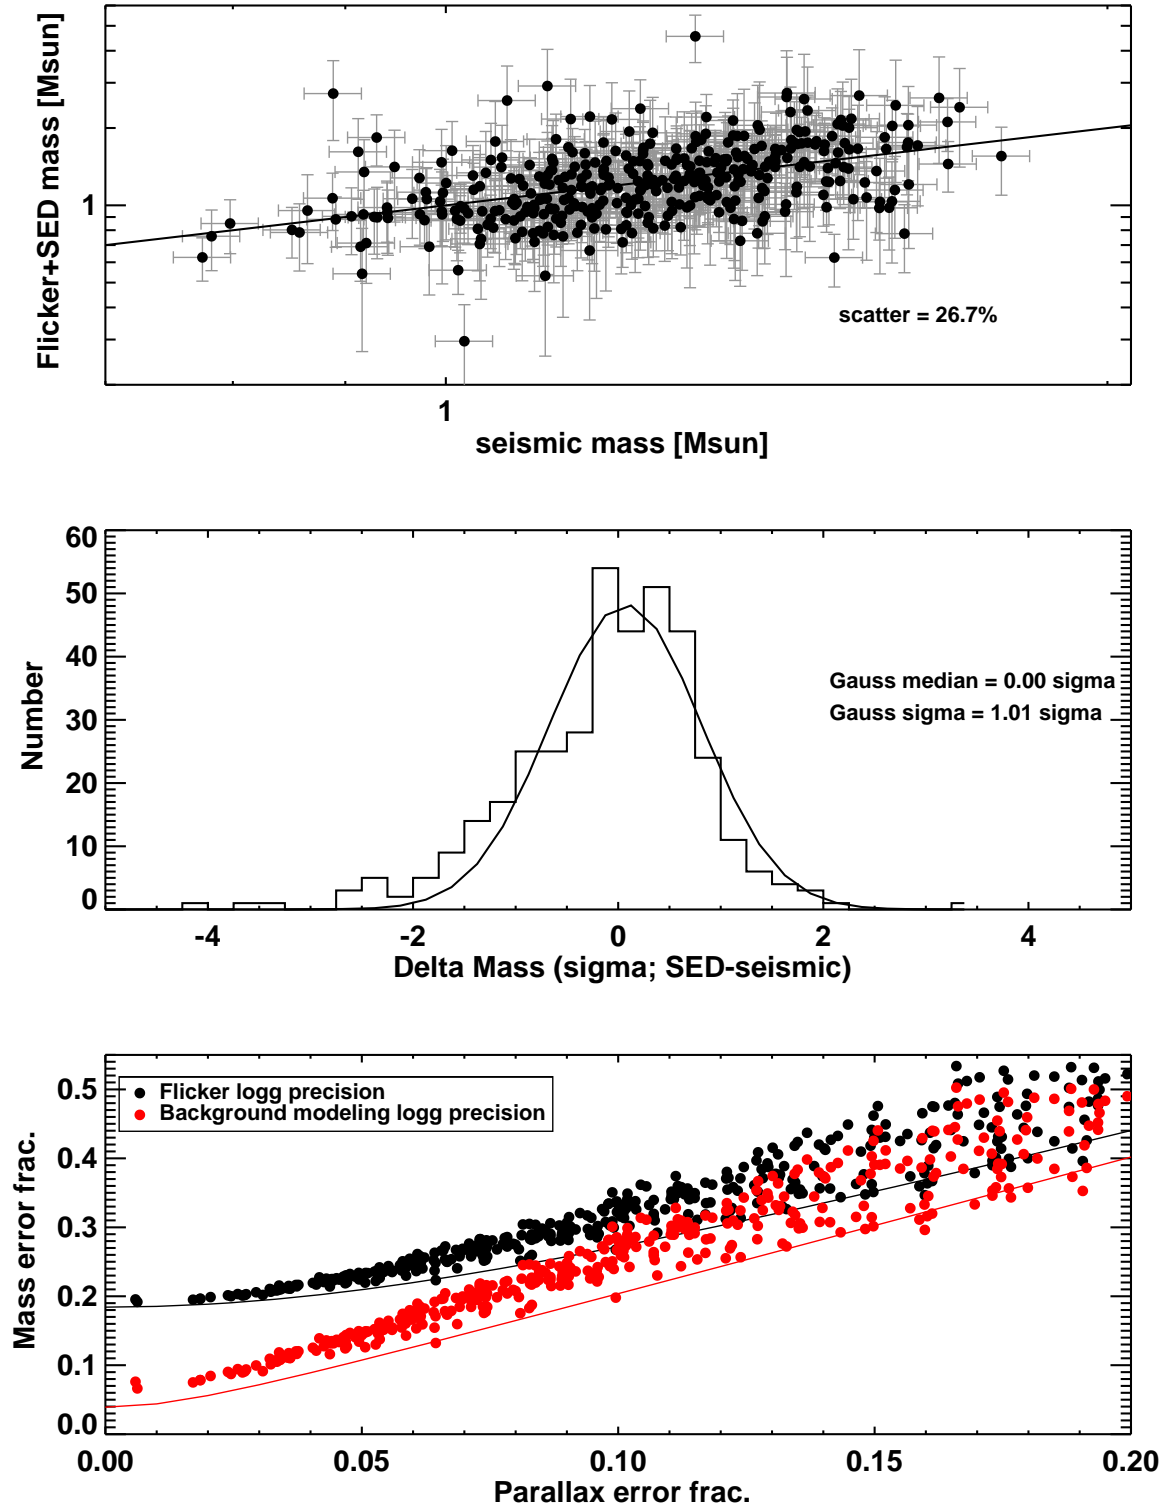 Flicker+SED mass [Msun]
1
scatter = 26.7%
1
seismic mass [Msun]
60
50
40
30
20
10
0
Number
Gauss median = 0.00 sigma
Gauss sigma = 1.01 sigma
-4 -2 0 2 4
Delta Mass (sigma; SED-seismic)
0.5
0.4
0.3
0.2
0.1
0.0
Mass error frac.
Flicker logg precision
Background modeling logg precision
0.00 0.05 0.10 0.15 0.20
Parallax error frac.